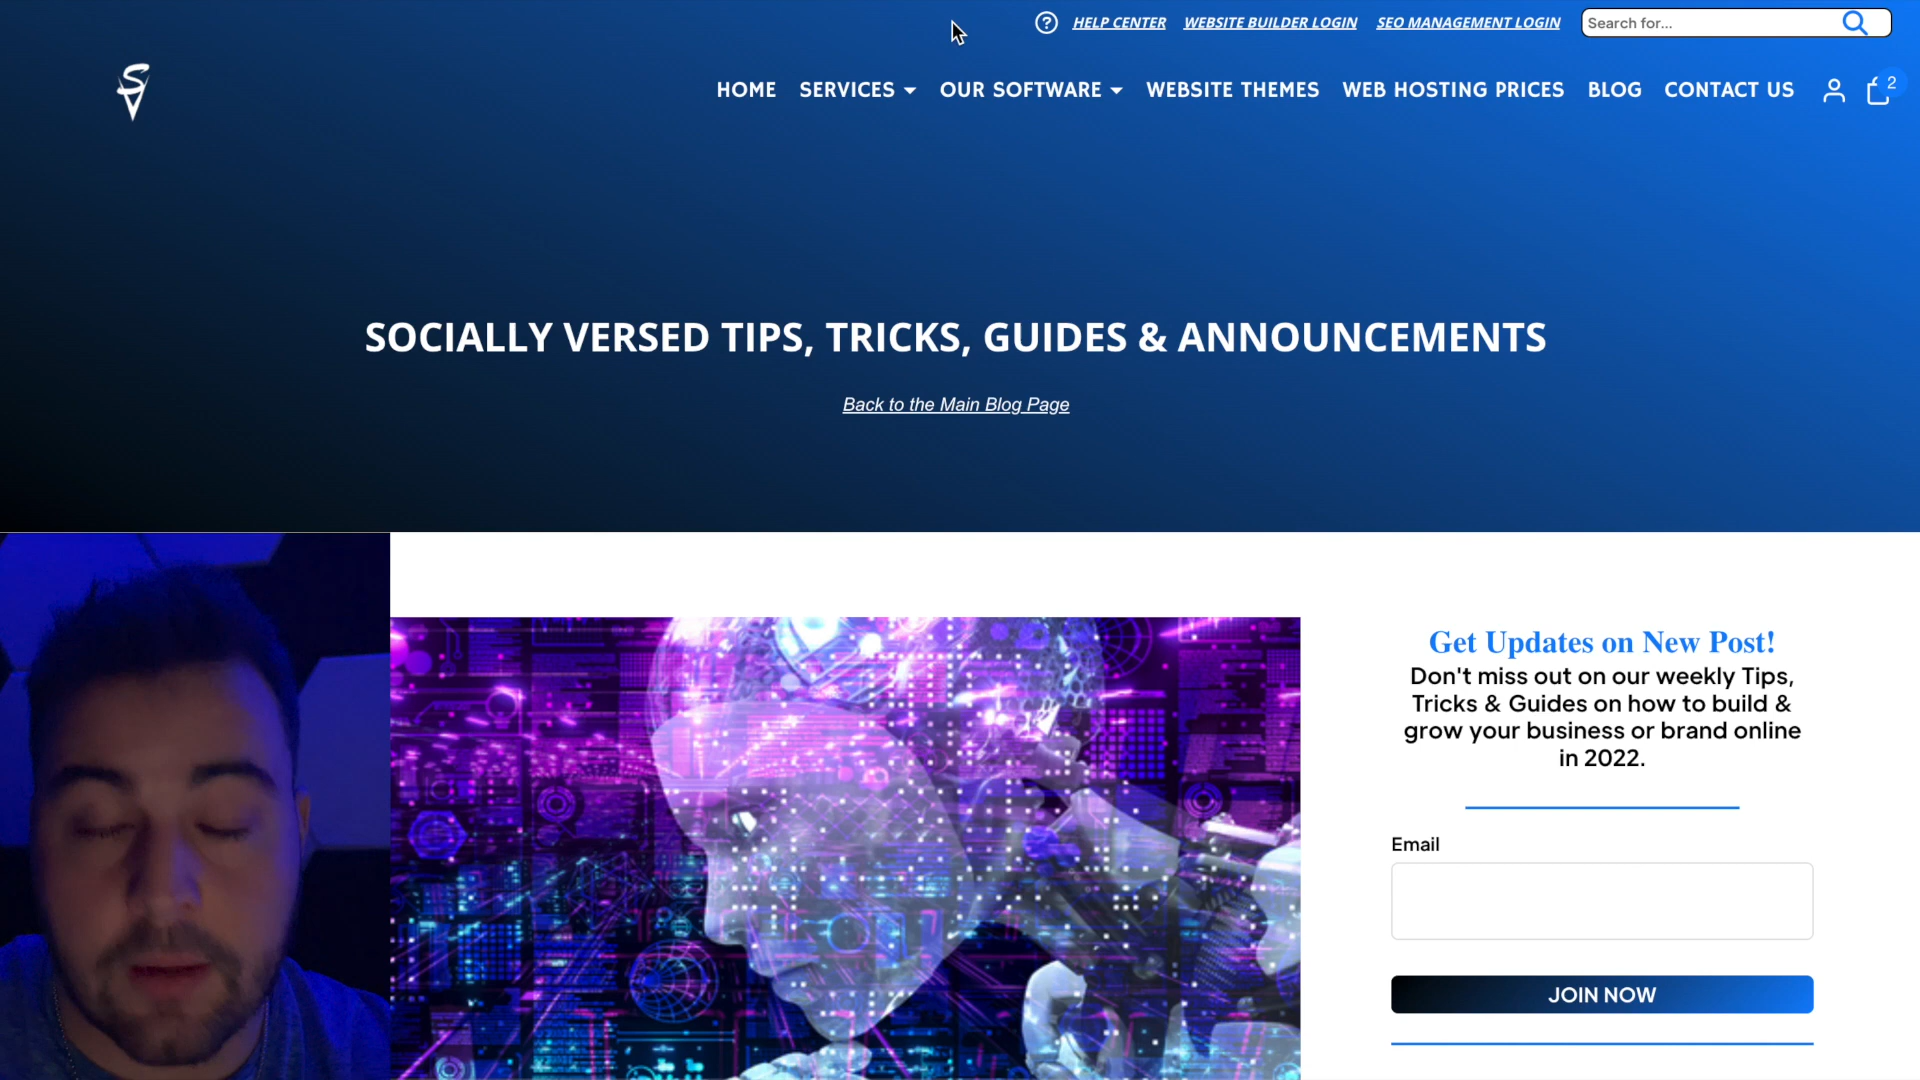 HELP CENTER WEBSITE BUILDER LOGIN SEO MANAGEMENT LOGIN Search for...
HOME SERVICES OUR SOFTWARE WEBSITE THEMES WEB HOSTING PRICES BLOG CONTACT US 2
SOCIALLY VERSED TIPS, TRICKS, GUIDES & ANNOUNCEMENTS
Back to the Main Blog Page
Get Updates on New Post!
Don't miss out on our weekly Tips,
Tricks & Guides on how to build &
grow your business or brand online
in 2022.
Email
JOIN NOW